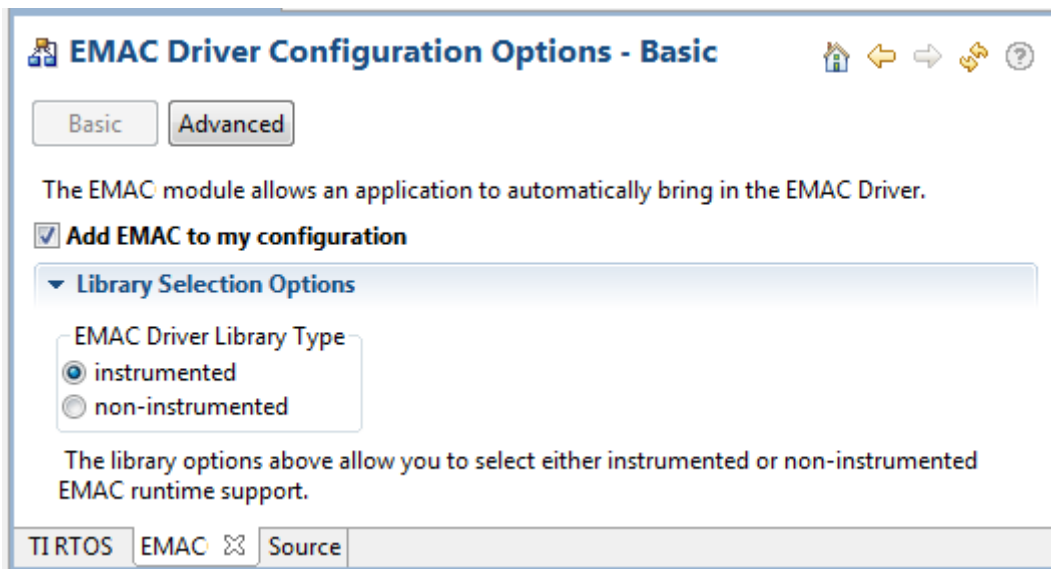 EMAC Driver Configuration Options - Basic
Basic Advanced
The EMAC module allows an application to automatically bring in the EMAC Driver.
Add EMAC to my configuration
Library Selection Options
EMAC Driver Library Type
instrumented
non-instrumented
The library options above allow you to select either instrumented or non-instrumented
EMAC runtime support.
TI RTOS EMAC Source